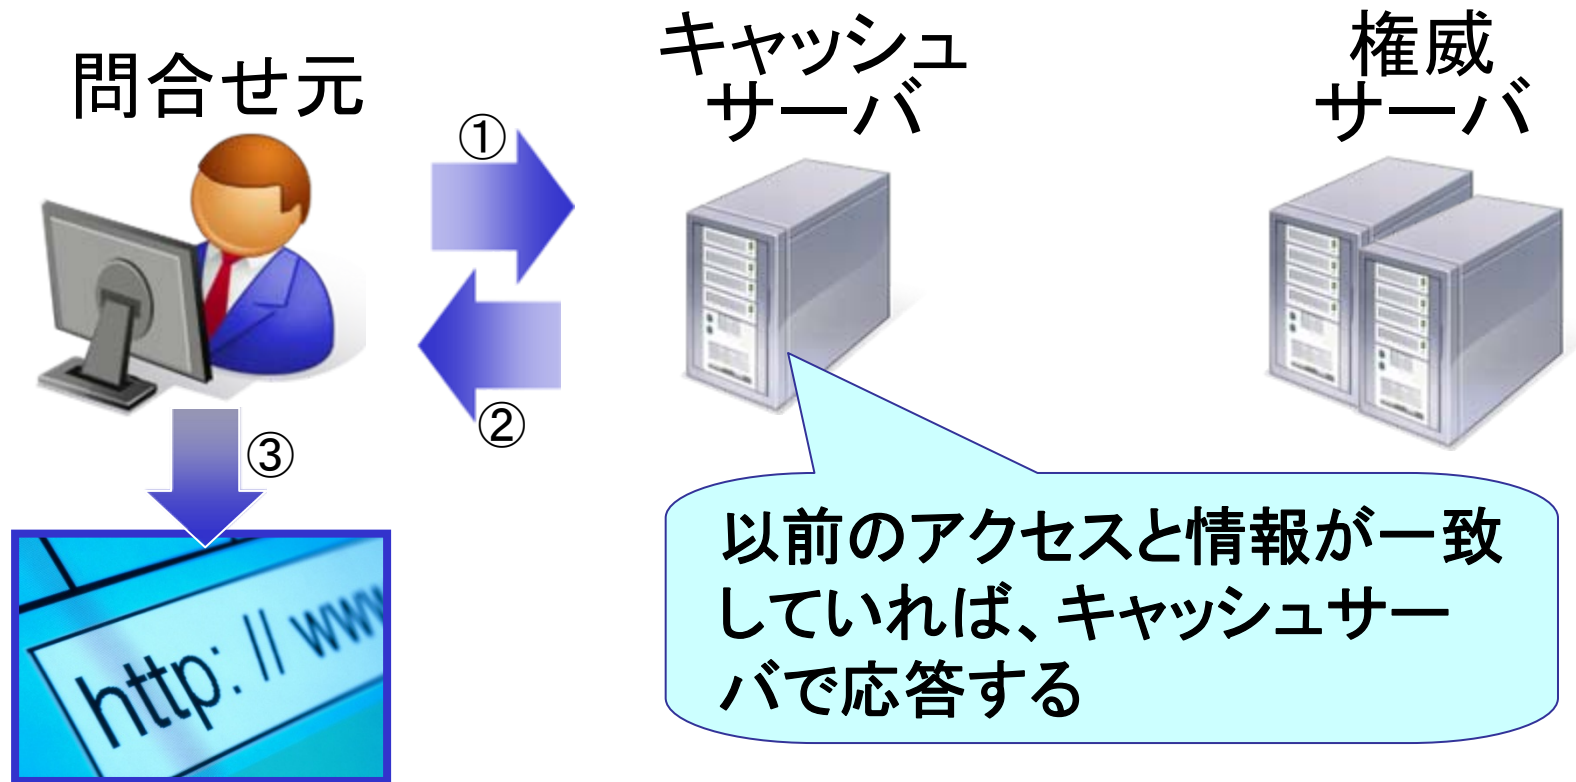 問合せ元
キャッシュ
サーバ
権威
サーバ
①
②
③
以前のアクセスと情報が一致
していれば、キャッシュサー
バで応答する
http: // www